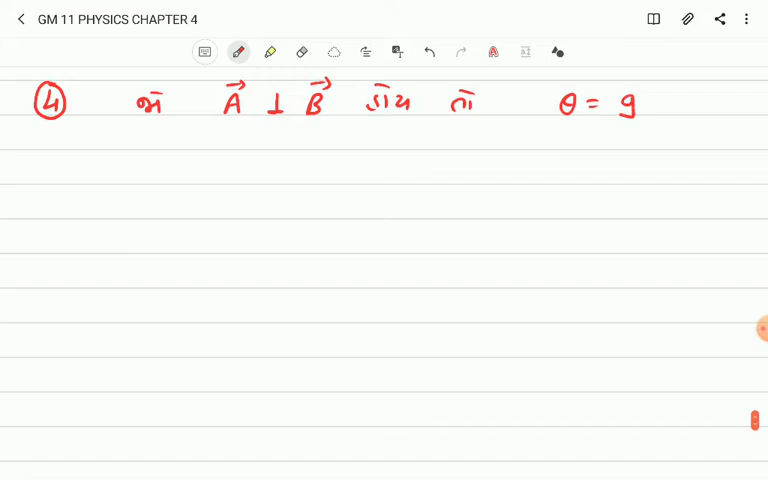 GM 11 PHYSICS CHAPTER 4
④ જો A⃗ ⊥ B⃗ હોય તો θ = 9